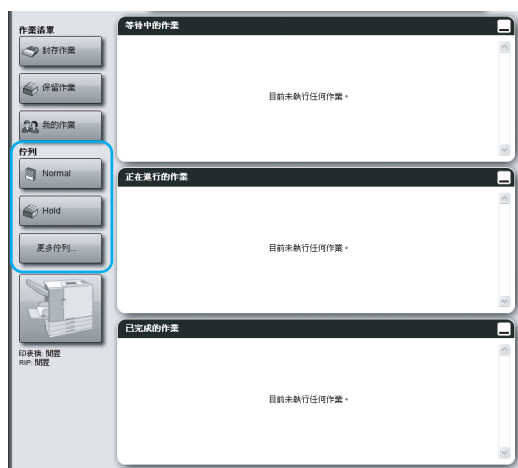 作業清單
封存作業
保留作業
我的作業
佇列
Normal
Hold
更多佇列...
印表機: 閒置
RIP: 閒置
等待中的作業
目前未執行任何作業。
正在進行的作業
目前未執行任何作業。
已完成的作業
目前未執行任何作業。